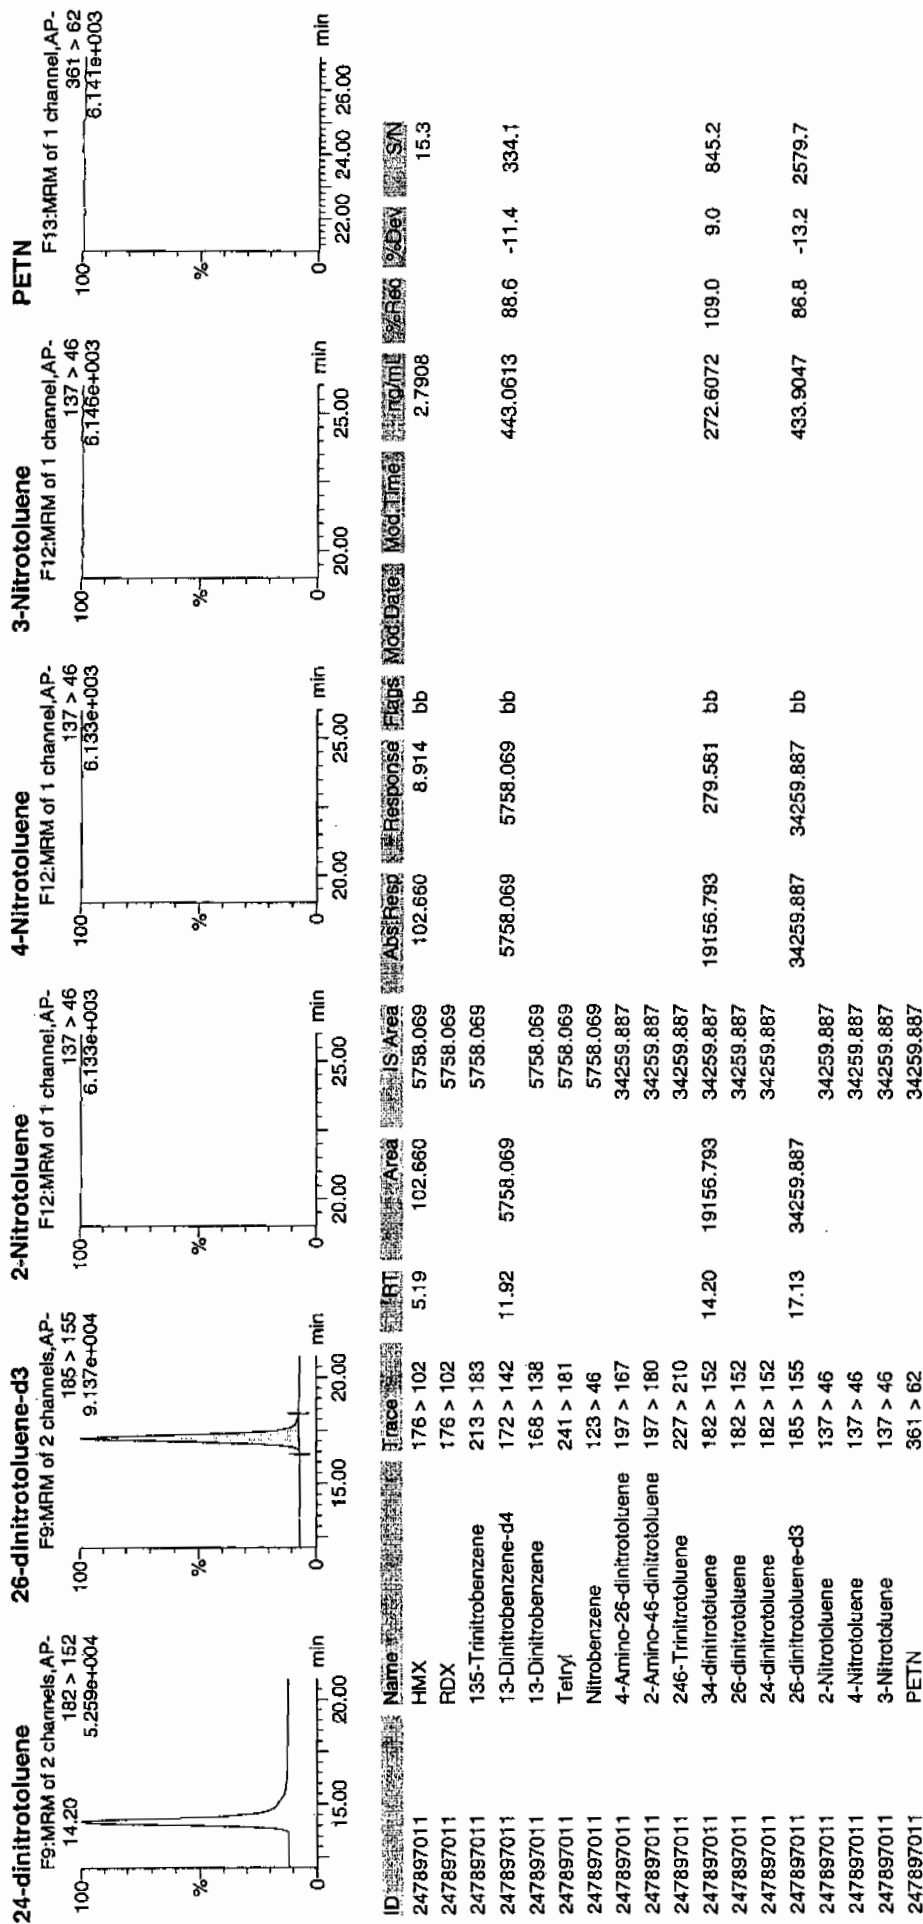 24-dinitrotoluene
F9:MRM of 2 channels,AP-
14.20 182 > 152
5.259e+004
100
%
0
15.00 20.00 min
26-dinitrotoluene-d3
F9:MRM of 2 channels,AP-
185 > 155
9.137e+004
100
%
0
15.00 20.00 min
2-Nitrotoluene
F12:MRM of 1 channel,AP-
137 > 46
6.133e+003
100
%
0
20.00 25.00 min
4-Nitrotoluene
F12:MRM of 1 channel,AP-
137 > 46
6.133e+003
100
%
0
20.00 25.00 min
3-Nitrotoluene
F12:MRM of 1 channel,AP-
137 > 46
6.146e+003
100
%
0
20.00 25.00 min
PETN
F13:MRM of 1 channel,AP-
361 > 62
6.141e+003
100
%
0
22.00 24.00 26.00 min
ID Name Trace RT Area IS Area Abs.Resp Response Flags Mod.Date Mod.Time ng/mL %Rec %Dev S/N
247897011 HMX 176 > 102 5.19 102.660 5758.069 102.660 8.914 bb 2.7908 15.3
247897011 RDX 176 > 102 5758.069
247897011 135-Trinitrobenzene 213 > 183 5758.069
247897011 13-Dinitrobenzene-d4 172 > 142 11.92 5758.069 5758.069 5758.069 bb 443.0613 88.6 -11.4 334.1
247897011 13-Dinitrobenzene 168 > 138 5758.069
247897011 Tetryl 241 > 181 5758.069
247897011 Nitrobenzene 123 > 46 5758.069
247897011 4-Amino-26-dinitrotoluene 197 > 167 34259.887
247897011 2-Amino-46-dinitrotoluene 197 > 180 34259.887
247897011 246-Trinitrotoluene 227 > 210 34259.887
247897011 34-dinitrotoluene 182 > 152 14.20 19156.793 34259.887 19156.793 279.581 bb 272.6072 109.0 9.0 845.2
247897011 26-dinitrotoluene 182 > 152 34259.887
247897011 24-dinitrotoluene 182 > 152 34259.887
247897011 26-dinitrotoluene-d3 185 > 155 17.13 34259.887 34259.887 34259.887 bb 433.9047 86.8 -13.2 2579.7
247897011 2-Nitrotoluene 137 > 46 34259.887
247897011 4-Nitrotoluene 137 > 46 34259.887
247897011 3-Nitrotoluene 137 > 46 34259.887
247897011 PETN 361 > 62 34259.887